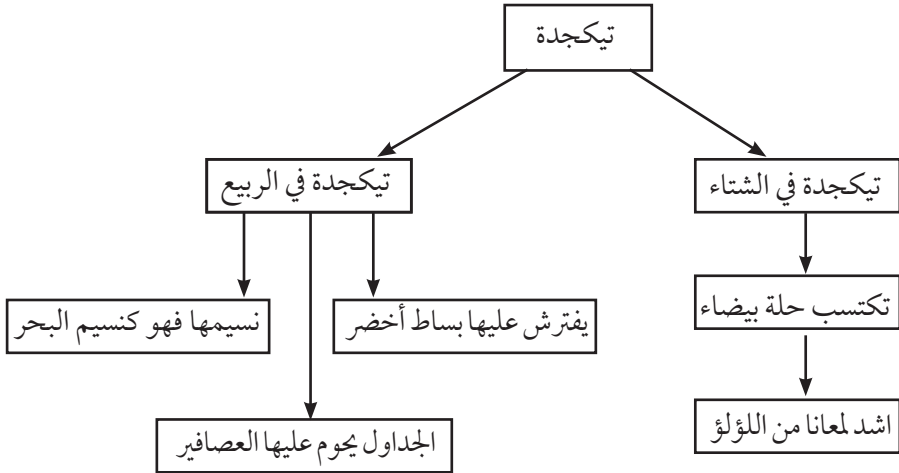 تيكجدة
تيكجدة في الشتاء
تيكجدة في الربيع
تكتسب حلة بيضاء
يفترش عليها بساط أخضر
نسيمها فهو كنسيم البحر
اشد لمعانا من اللؤلؤ
الجداول يحوم عليها العصافير